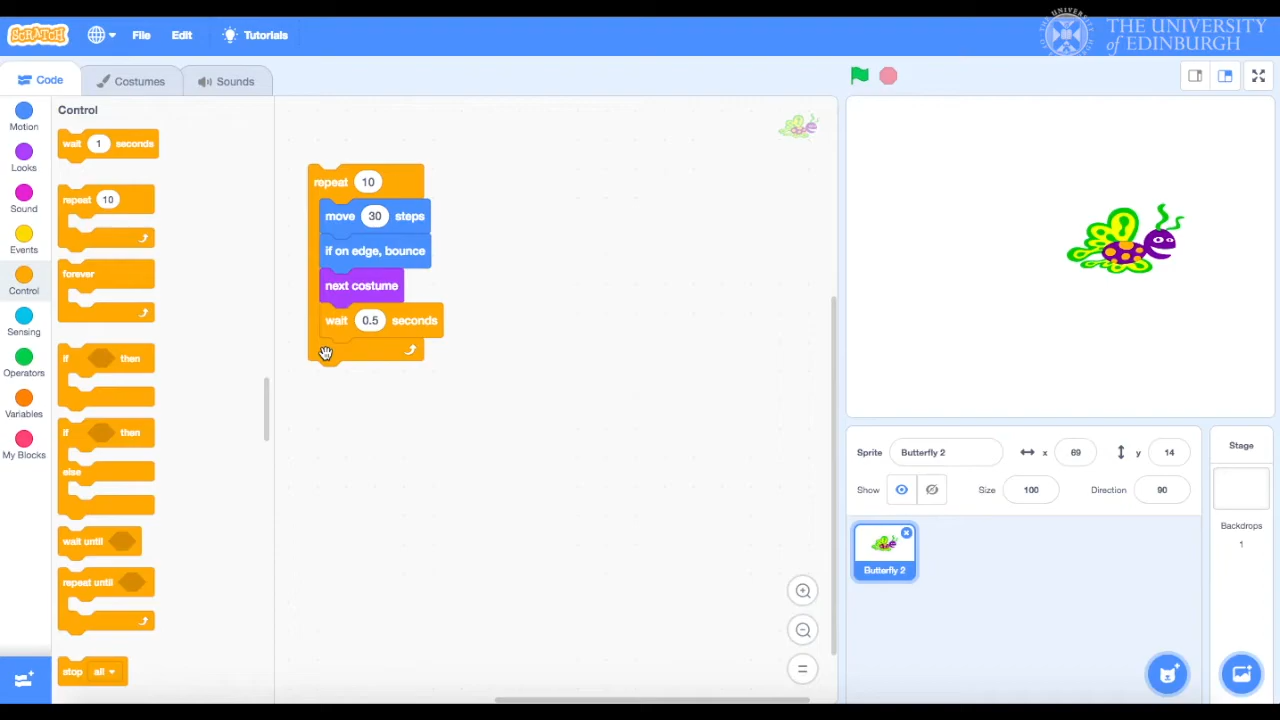 SCRATCH
File
Edit
Tutorials
THE UNIVERSITY
of EDINBURGH
Code
Costumes
Sounds
Motion
Looks
Sound
Events
Control
Sensing
Operators
Variables
My Blocks
Control
wait 1 seconds
repeat 10
forever
if then
if then
else
wait until
repeat until
stop all
repeat 10
move 30 steps
if on edge, bounce
next costume
wait 0.5 seconds
Sprite Butterfly 2 x 69 y 14
Show Size 100 Direction 90
Butterfly 2
Stage
Backdrops
1